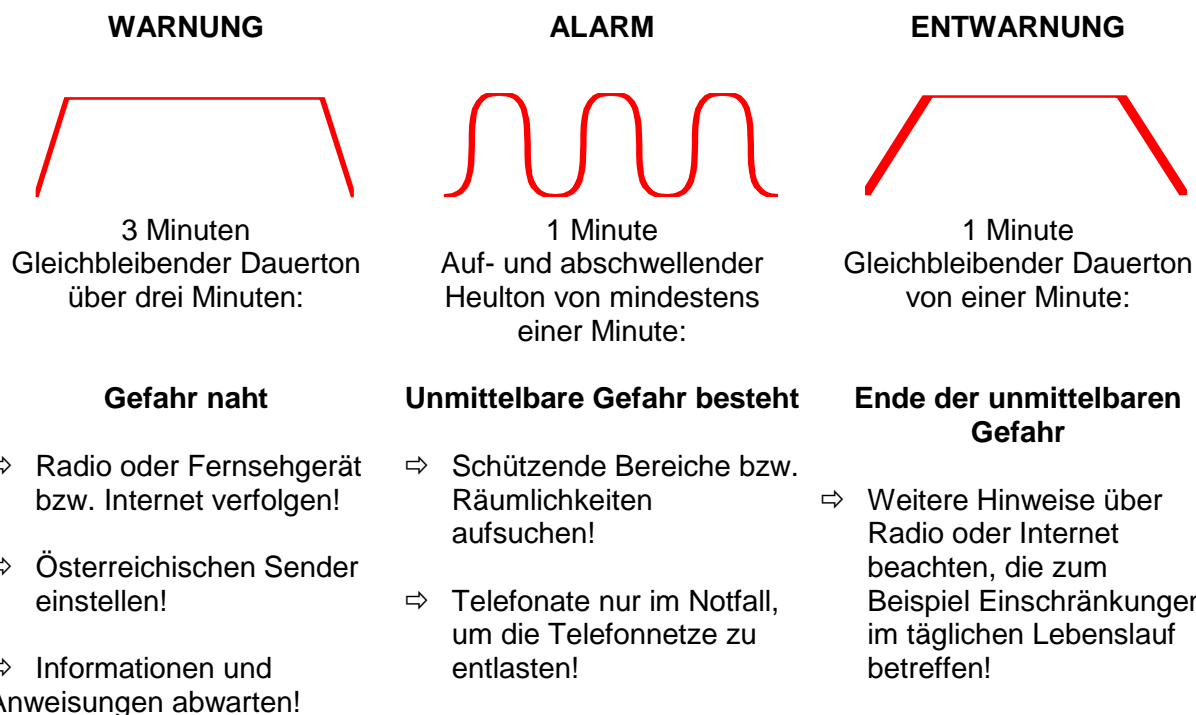 WARNUNG
3 Minuten
Gleichbleibender Dauerton
über drei Minuten:
Gefahr naht
⇨ Radio oder Fernsehgerät
bzw. Internet verfolgen!
⇨ Österreichischen Sender
einstellen!
⇨ Informationen und
Anweisungen abwarten!
ALARM
1 Minute
Auf- und abschwellender
Heulton von mindestens
einer Minute:
Unmittelbare Gefahr besteht
⇨ Schützende Bereiche bzw.
Räumlichkeiten
aufsuchen!
⇨ Telefonate nur im Notfall,
um die Telefonnetze zu
entlasten!
ENTWARNUNG
1 Minute
Gleichbleibender Dauerton
von einer Minute:
Ende der unmittelbaren
Gefahr
⇨ Weitere Hinweise über
Radio oder Internet
beachten, die zum
Beispiel Einschränkungen
im täglichen Lebenslauf
betreffen!